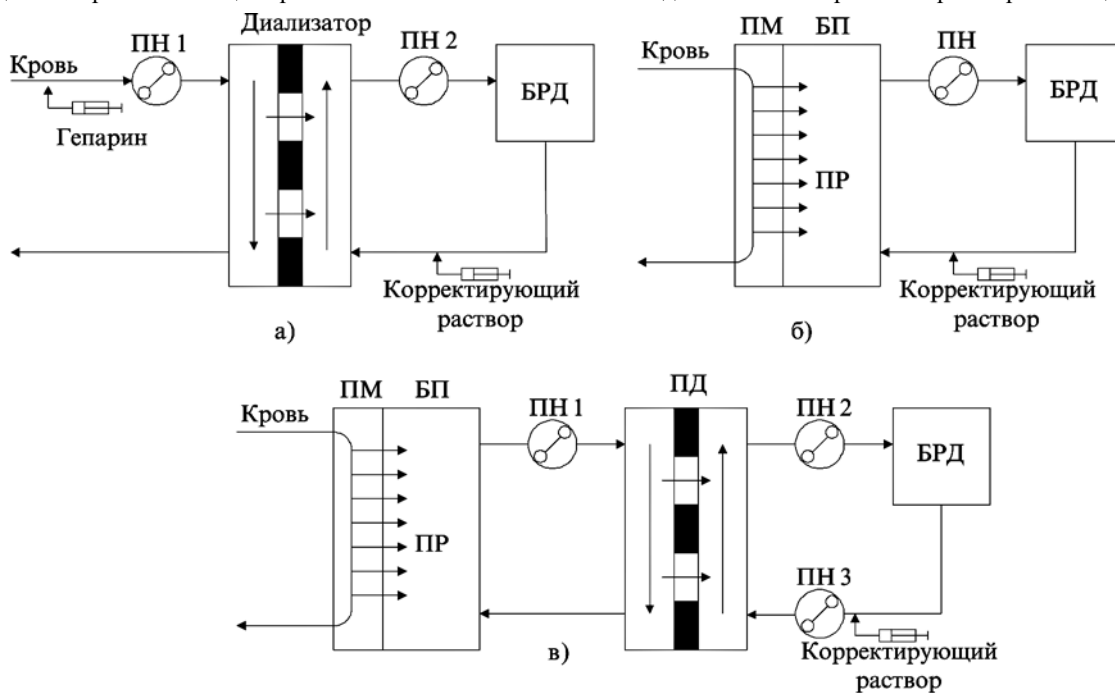 Диализатор
ПН 1
ПН 2
Кровь
БРД
Гепарин
Корректирующий
раствор
а)
ПМ БП
ПН
Кровь
БРД
ПР
Корректирующий
раствор
б)
ПМ БП
ПД
Кровь
ПН 1
ПН 2
БРД
ПР
ПН 3
Корректирующий
раствор
в)